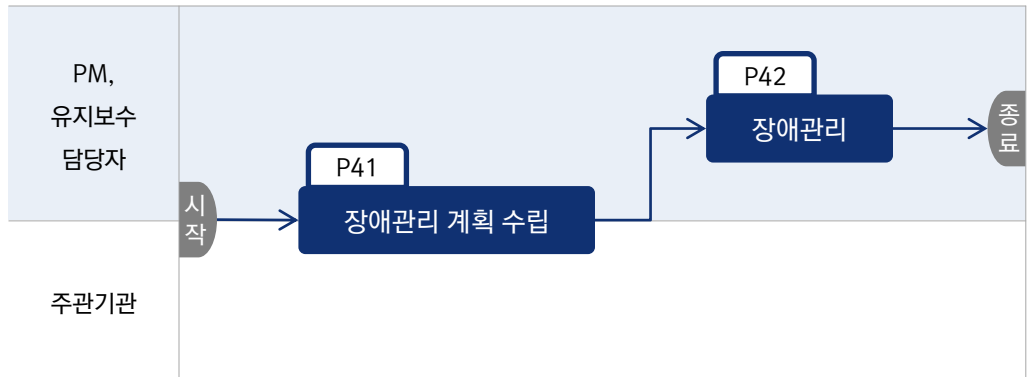 PM,
유지보수
담당자
시
작
P41
장애관리 계획 수립
P42
장애관리
종
료
주관기관